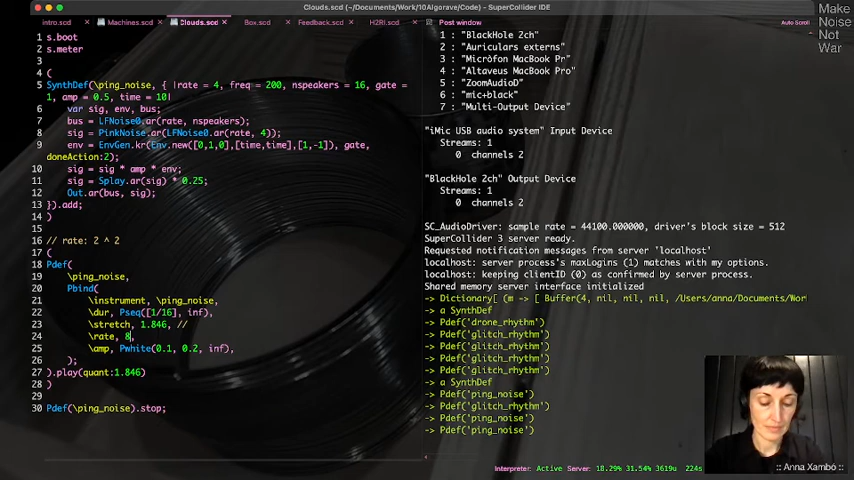 Clouds.scd — ~/Documents/Work/10Algorave/Code) - SuperCollider IDE
intro.scd
Machines.scd
Clouds.scd
Box.scd
Feedback.scd
H2RI.scd
Post window
Auto Scroll
Make
Noise
Not
War
1 s.boot
2 s.meter
3
4 (
5 SynthDef(\ping_noise, { |rate = 4, freq = 200, nspeakers = 16, gate =
1, amp = 0.5, time = 10|
6 var sig, env, bus;
7 bus = LFNoise0.ar(rate, nspeakers);
8 sig = PinkNoise.ar(LFNoise0.ar(rate, 4));
9 env = EnvGen.kr(Env.new([0,1,0],[time,time],[1,-1]), gate,
doneAction:2);
10 sig = sig * amp * env;
11 sig = Splay.ar(sig) * 0.25;
12 Out.ar(bus, sig);
13 }).add;
14 )
15
16 // rate: 2 ^ 2
17 (
18 Pdef(
19 \ping_noise,
20 Pbind(
21 \instrument, \ping_noise,
22 \dur, Pseq([1/16], inf),
23 \stretch, 1.846, //
24 \rate, 8,
25 \amp, Pwhite(0.1, 0.2, inf),
26 );
27 ).play(quant:1.846)
28 )
29
30 Pdef(\ping_noise).stop;
1 : "BlackHole 2ch"
2 : "Auriculars externs"
3 : "Micròfon MacBook Pr"
4 : "Altaveus MacBook Pro"
5 : "ZoomAudioD"
6 : "mic+black"
7 : "Multi-Output Device"
"iMic USB audio system" Input Device
Streams: 1
0 channels 2
"BlackHole 2ch" Output Device
Streams: 1
0 channels 2
SC_AudioDriver: sample rate = 44100.000000, driver's block size = 512
SuperCollider 3 server ready.
Requested notification messages from server 'localhost'
localhost: server process's maxLogins (1) matches with my options.
localhost: keeping clientID (0) as confirmed by server process.
Shared memory server interface initialized
-> Dictionary[ (m -> [ Buffer(4, nil, nil, nil, /Users/anna/Documents/Wor
-> a SynthDef
-> Pdef('drone_rhythm')
-> Pdef('glitch_rhythm')
-> Pdef('glitch_rhythm')
-> Pdef('glitch_rhythm')
-> Pdef('glitch_rhythm')
-> a SynthDef
-> Pdef('ping_noise')
-> Pdef('glitch_rhythm')
-> Pdef('ping_noise')
-> Pdef('ping_noise')
Interpreter: Active Server: 18.29% 31.54% 3619u 224s
:: Anna Xambó ::